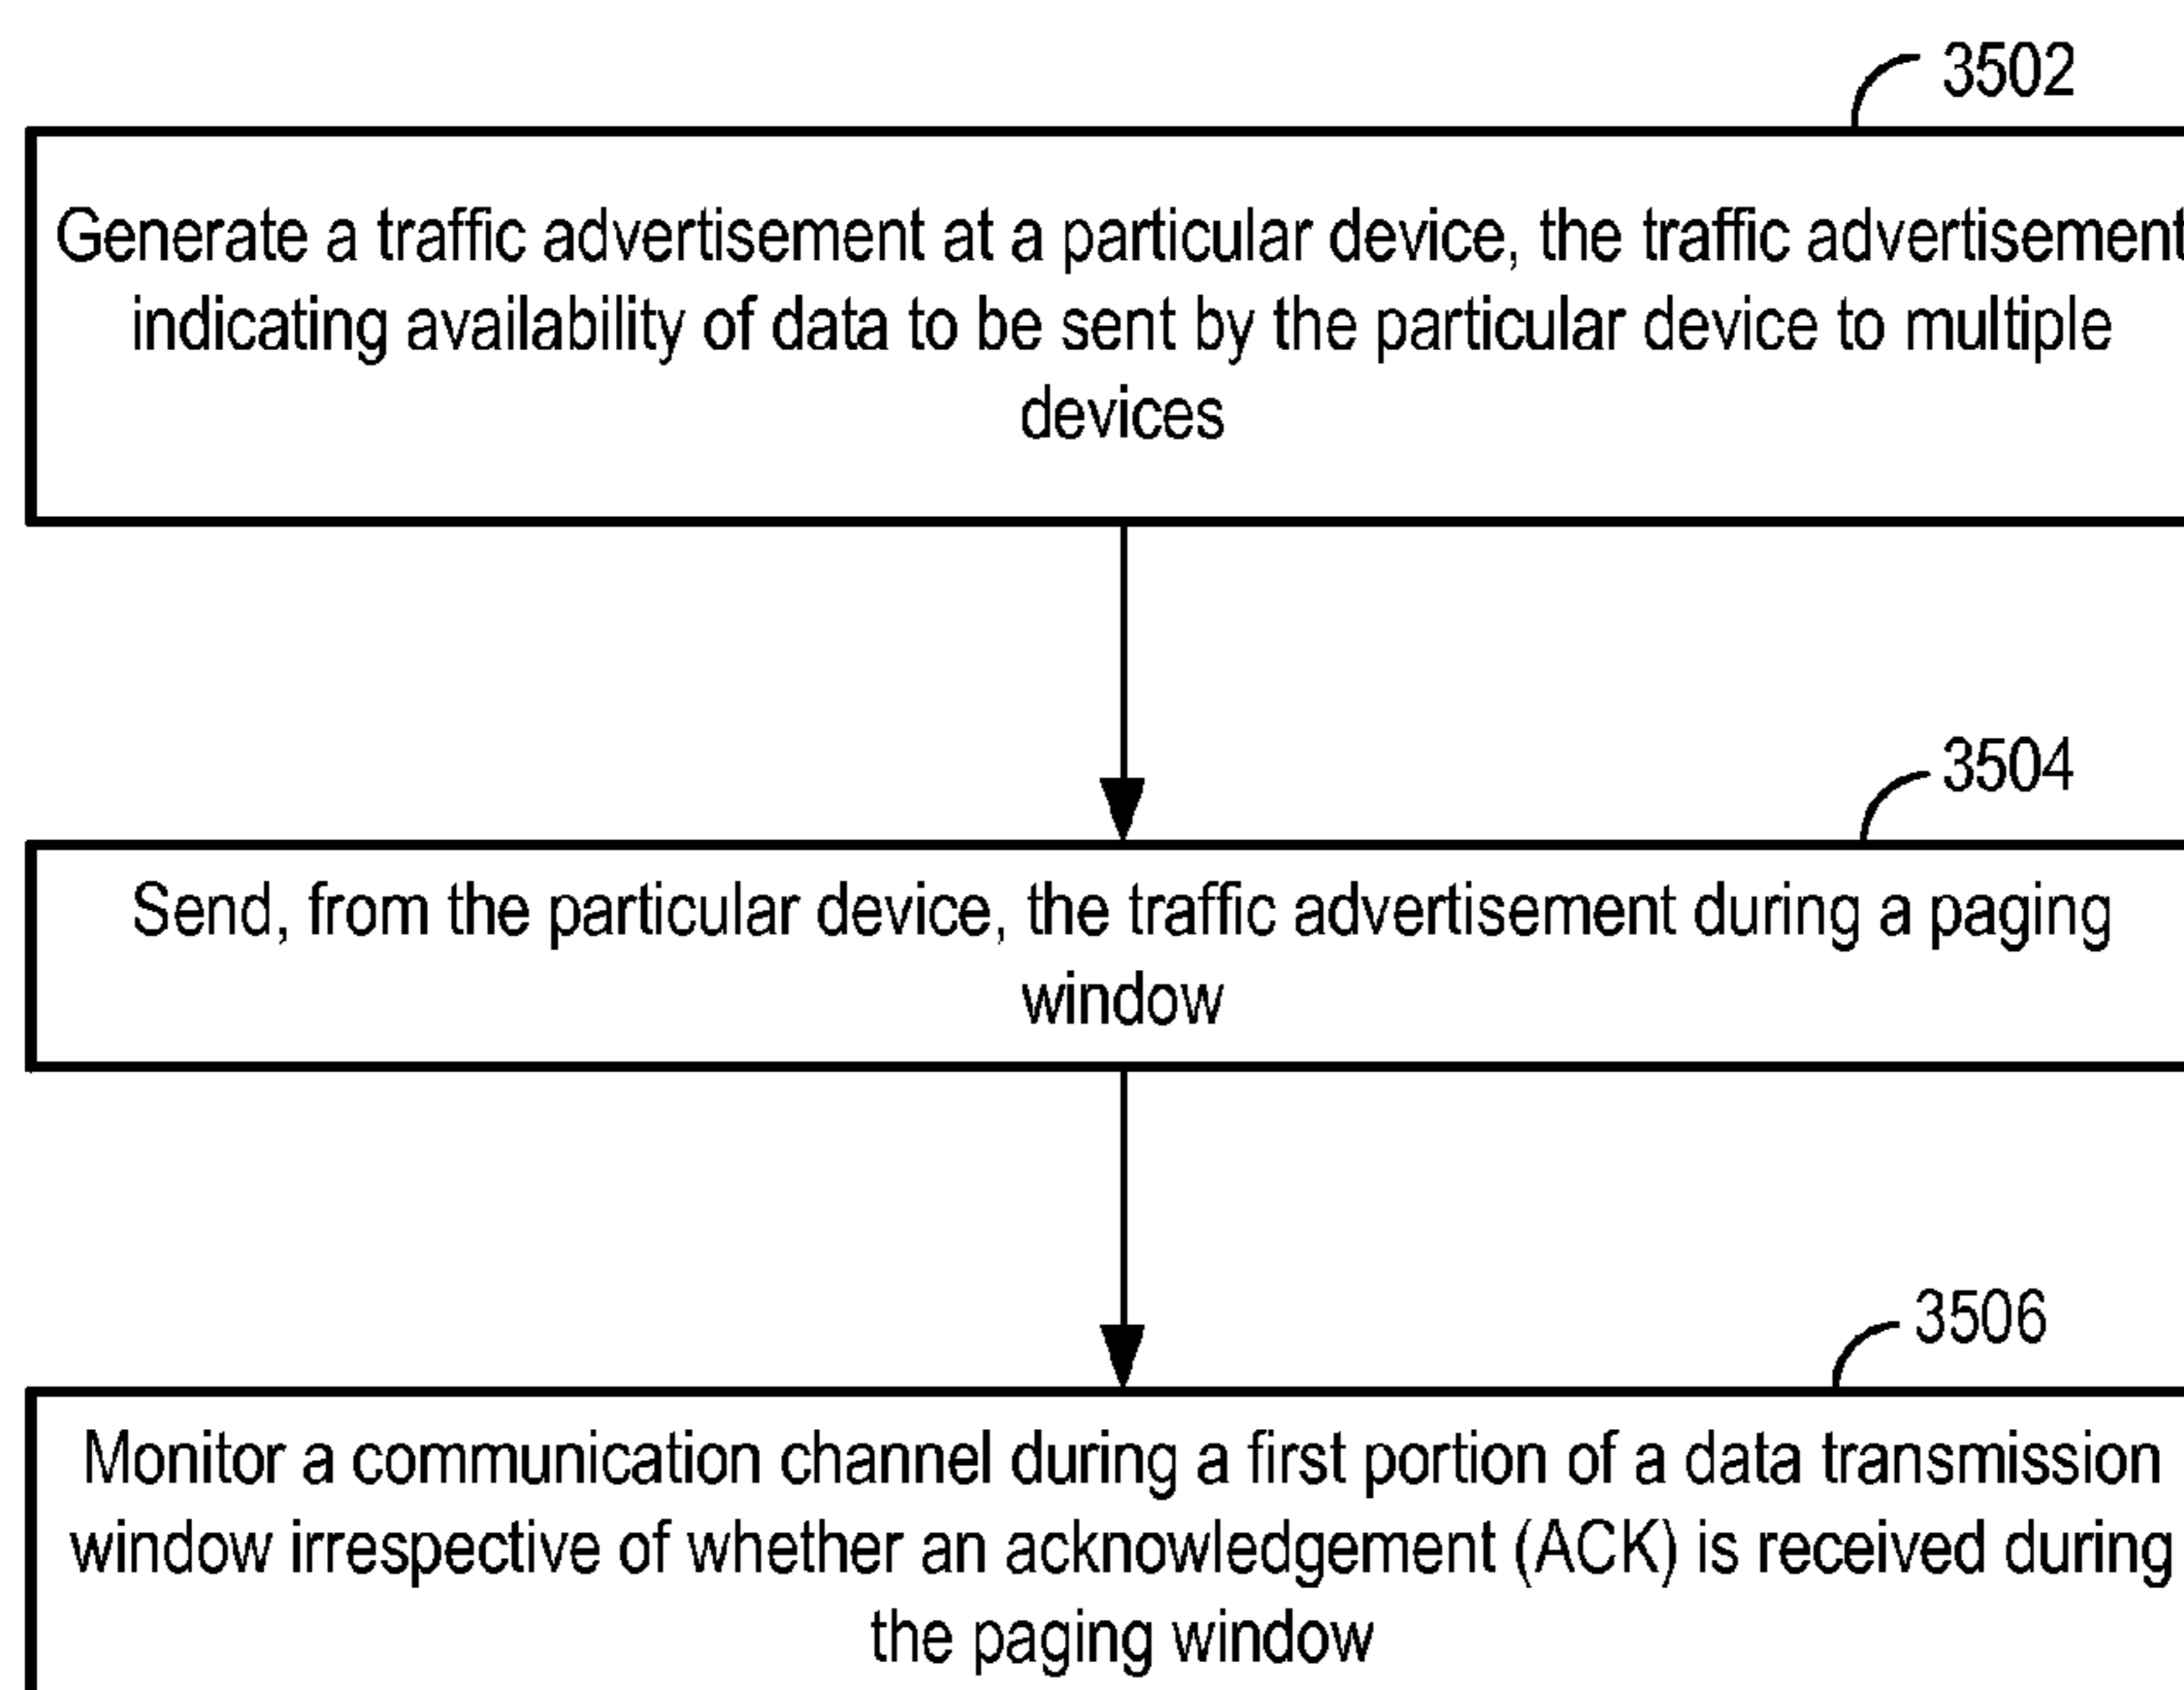 3502
Generate a traffic advertisement at a particular device, the traffic advertisement
indicating availability of data to be sent by the particular device to multiple
devices
3504
Send, from the particular device, the traffic advertisement during a paging
window
3506
Monitor a communication channel during a first portion of a data transmission
window irrespective of whether an acknowledgement (ACK) is received during
the paging window